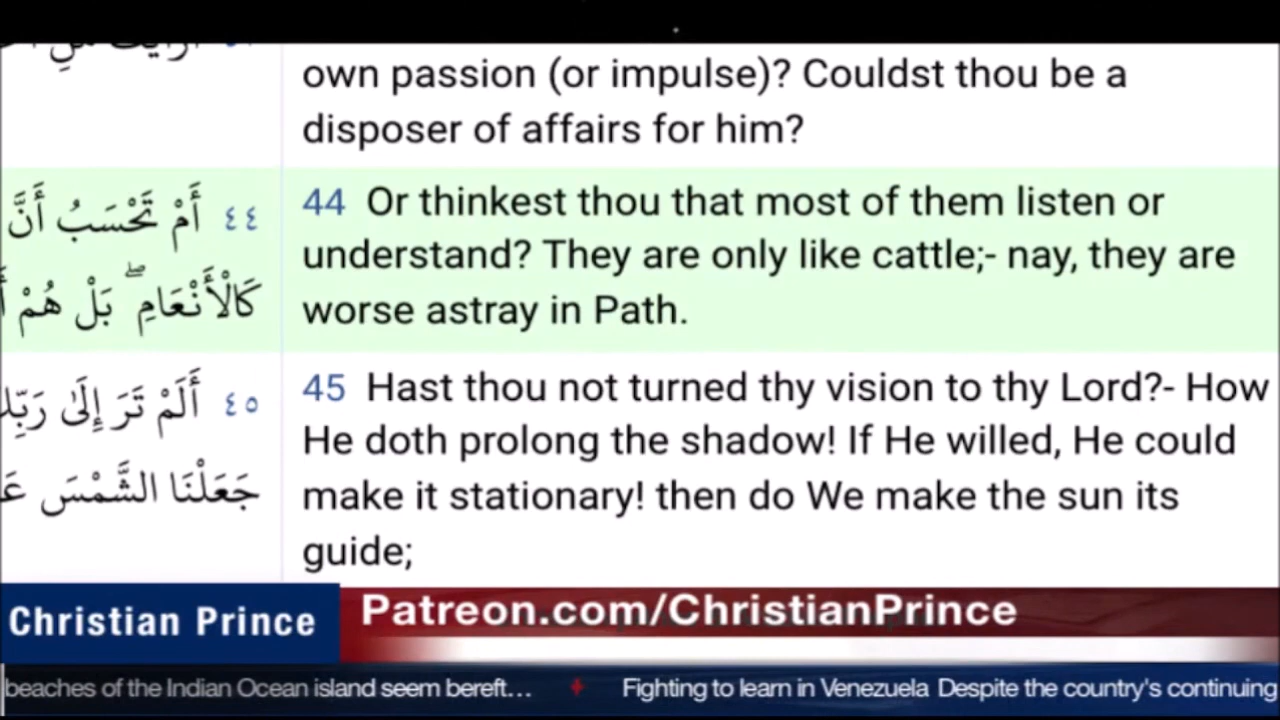 own passion (or impulse)? Couldst thou be a
disposer of affairs for him?
٤٤ أَمْ تَحْسَبُ أَنَّ
كَالْأَنْعَامِ ۖ بَلْ هُمْ
44 Or thinkest thou that most of them listen or
understand? They are only like cattle;- nay, they are
worse astray in Path.
٤٥ أَلَمْ تَرَ إِلَىٰ رَبِّكَ
جَعَلْنَا الشَّمْسَ
45 Hast thou not turned thy vision to thy Lord?- How
He doth prolong the shadow! If He willed, He could
make it stationary! then do We make the sun its
guide;
Christian Prince
Patreon.com/ChristianPrince
beaches of the Indian Ocean island seem bereft... Fighting to learn in Venezuela Despite the country's continuing